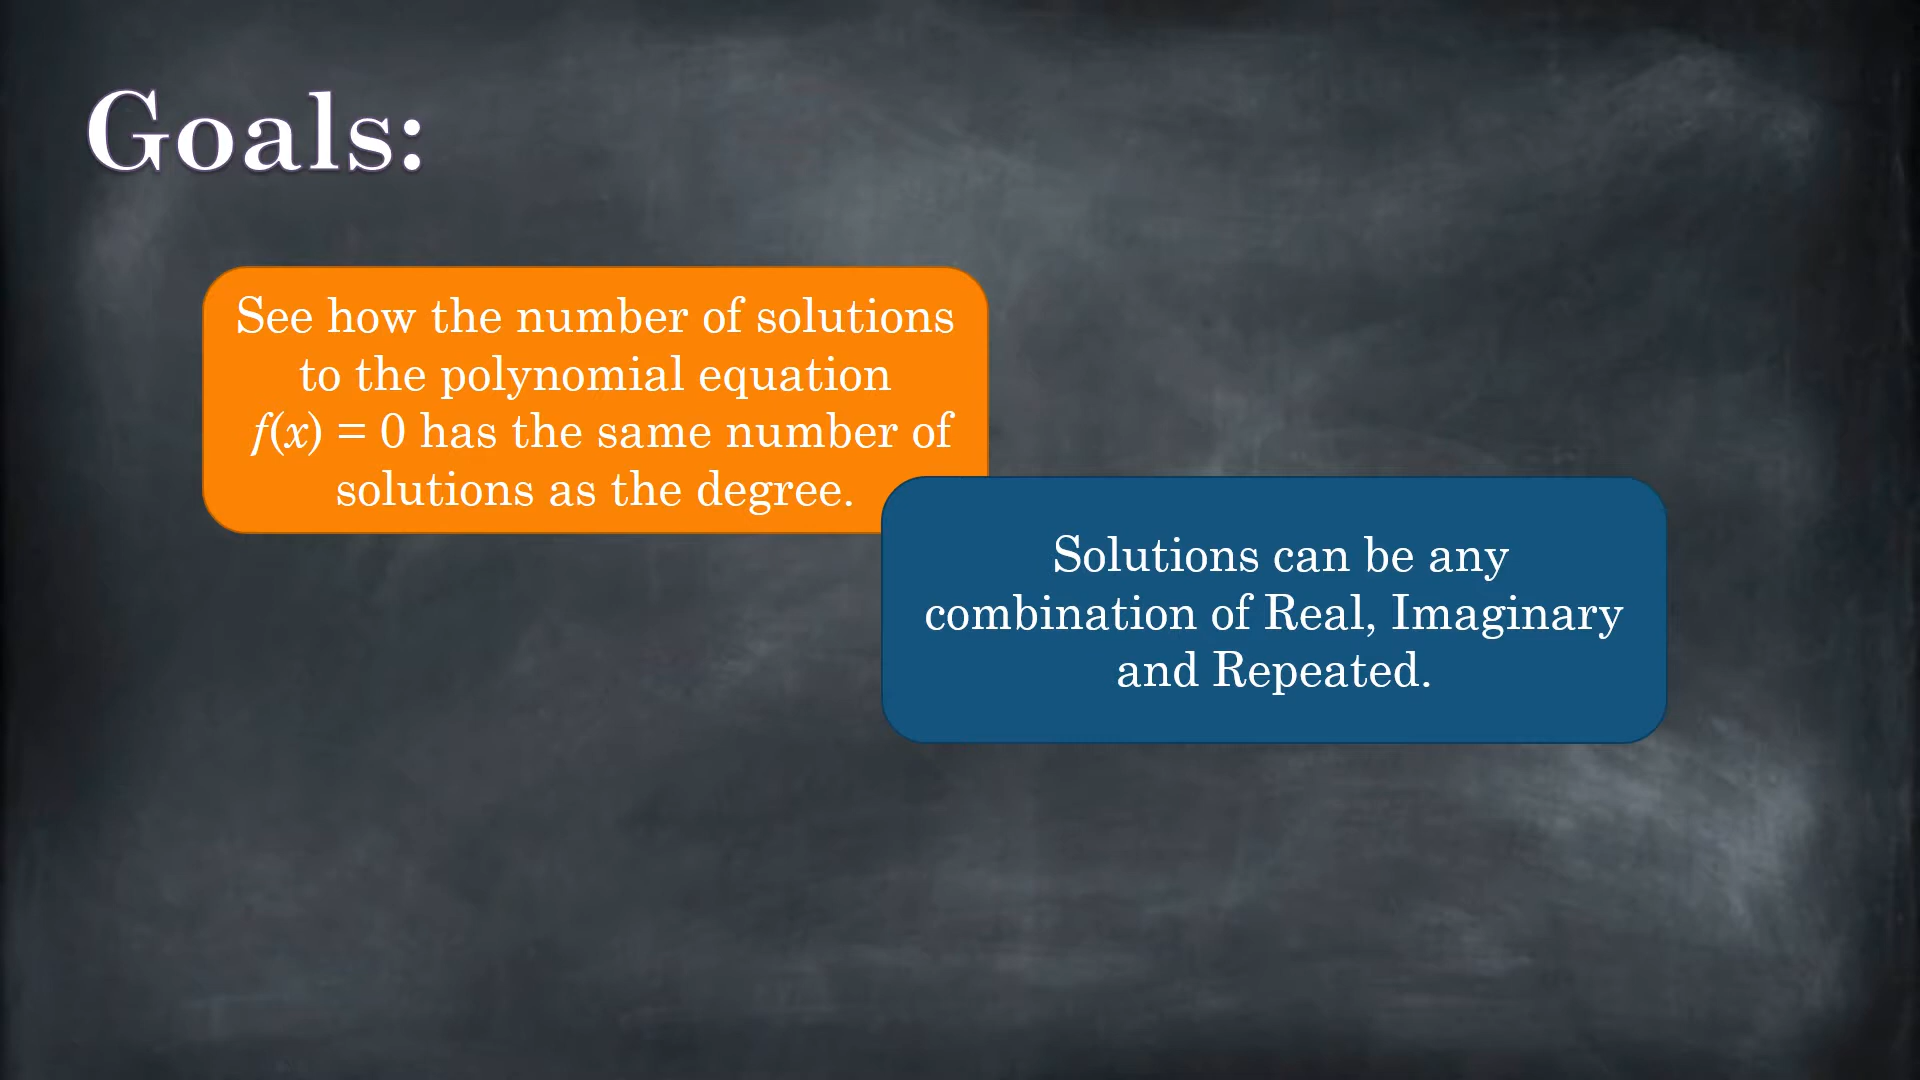 Goals:
See how the number of solutions
to the polynomial equation
f(x) = 0 has the same number of
solutions as the degree.
Solutions can be any
combination of Real, Imaginary
and Repeated.